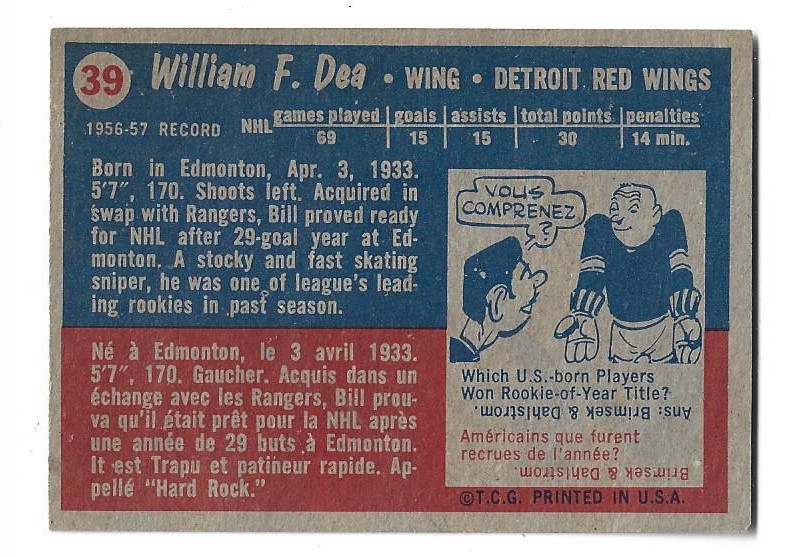 39 William F. Dea • WING • DETROIT RED WINGS
1956-57 RECORD NHL games played goals assists total points penalties
69 15 15 30 14 min.
Born in Edmonton, Apr. 3, 1933.
5'7", 170. Shoots left. Acquired in
swap with Rangers, Bill proved ready
for NHL after 29-goal year at Ed-
monton. A stocky and fast skating
sniper, he was one of league's lead-
ing rookies in past season.
Né à Edmonton, le 3 avril 1933.
5'7", 170. Gaucher. Acquis dans un
échange avec les Rangers, Bill prou-
va qu'il était prêt pour la NHL après
une année de 29 buts à Edmonton.
It est Trapu et patineur rapide. Ap-
pellé "Hard Rock."
VOUS
COMPRENEZ
?
Which U.S.-born Players
Won Rookie-of-Year Title?
Ans: Brimsek & Dahlstrom.
Américains que furent
recrues de l'année?
Brimsek & Dahlstrom.
©T.C.G. PRINTED IN U.S.A.